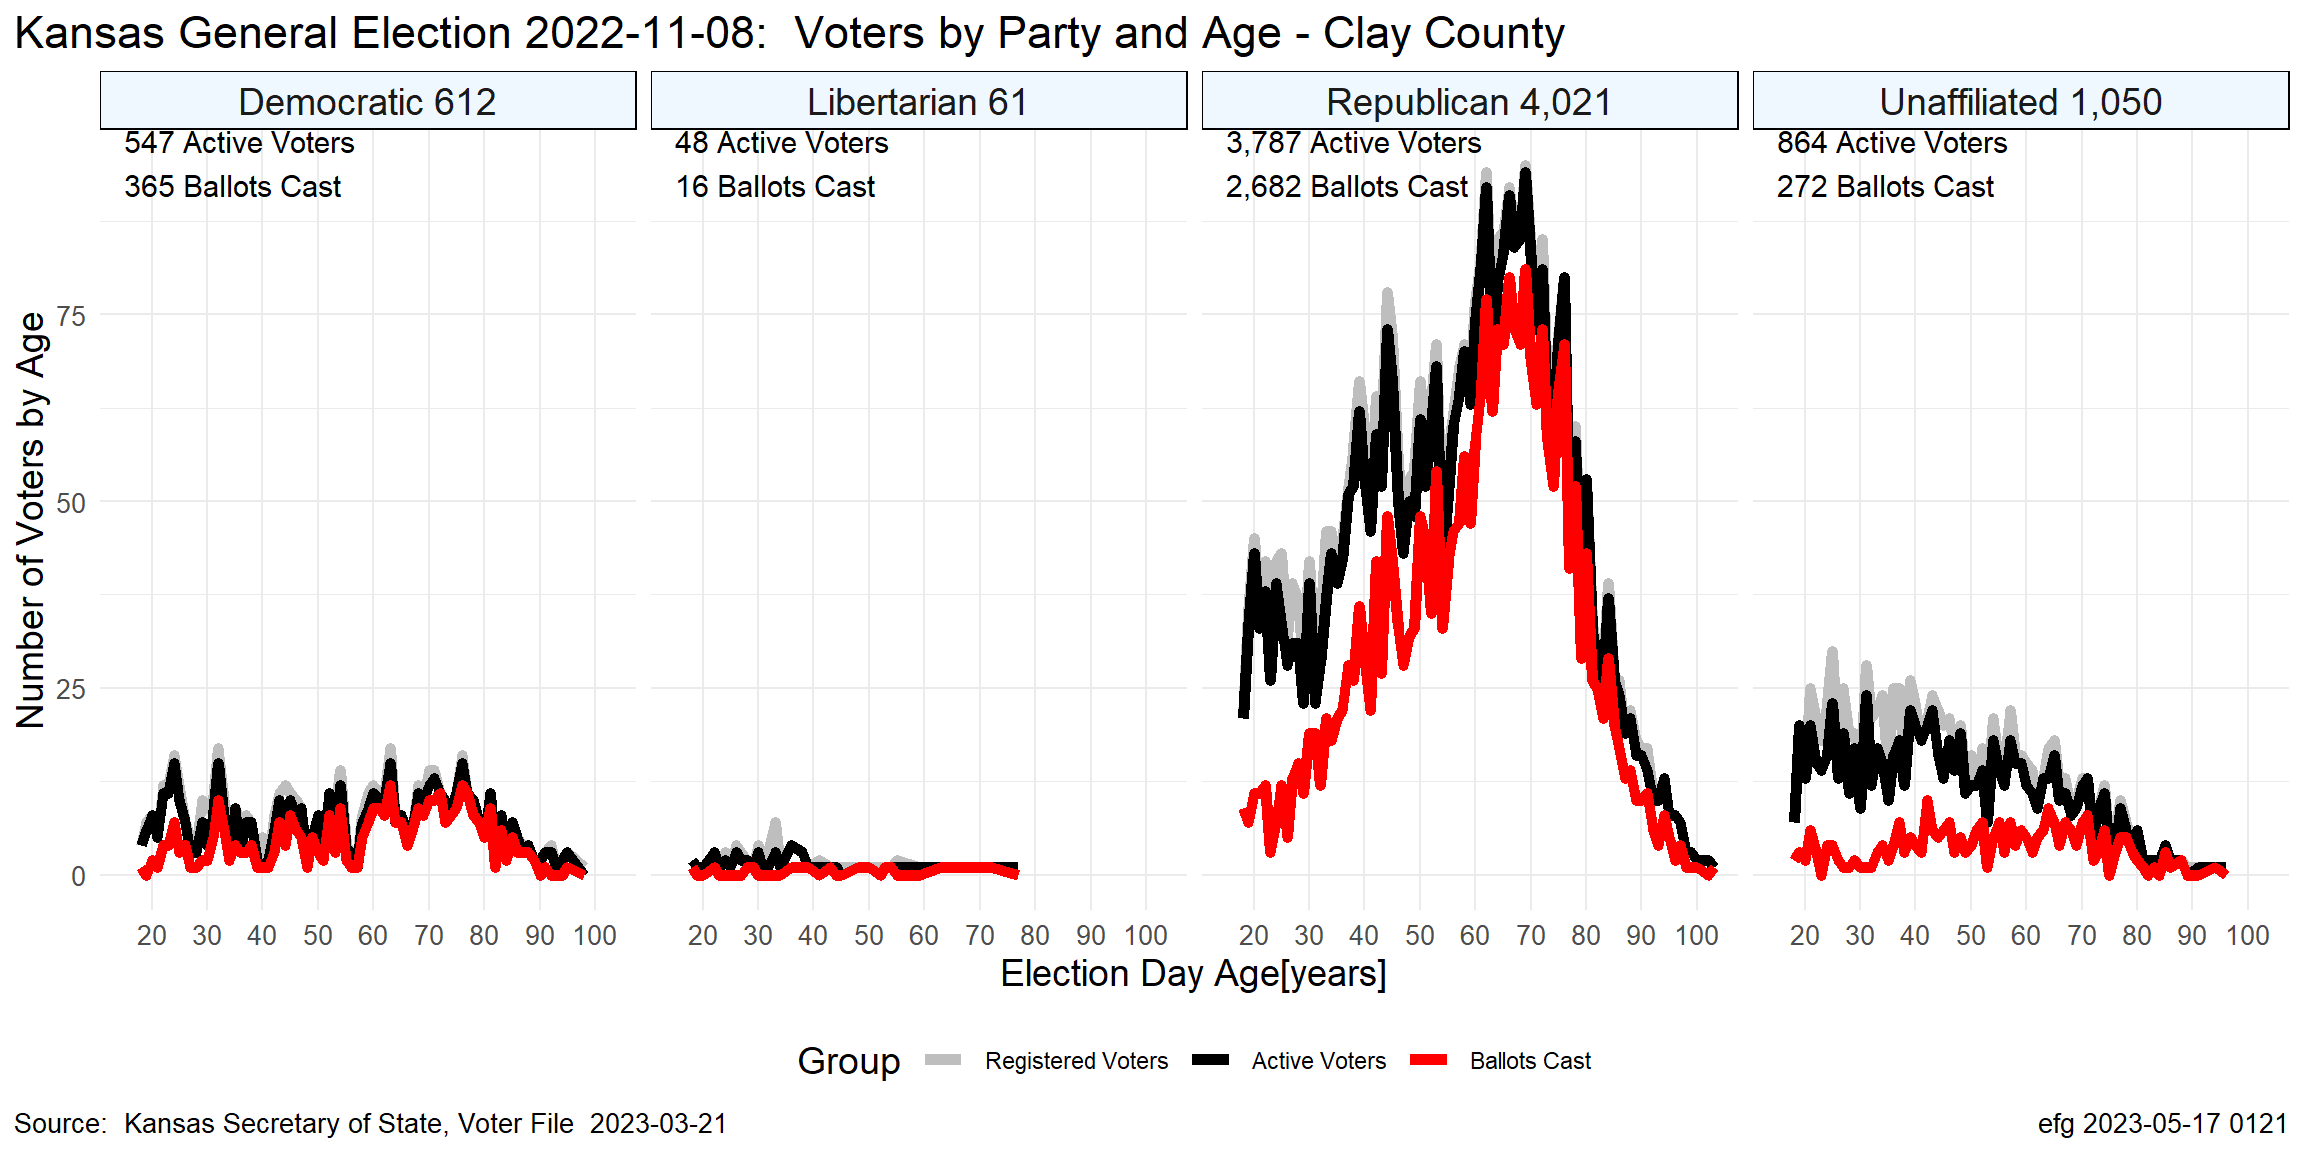 Kansas General Election 2022-11-08:  Voters by Party and Age - Clay County
Democratic 612
Libertarian 61
Republican 4,021
Unaffiliated 1,050
547 Active Voters
365 Ballots Cast
48 Active Voters
16 Ballots Cast
3,787 Active Voters
2,682 Ballots Cast
864 Active Voters
272 Ballots Cast
Number of Voters by Age
75
50
25
0
20 30 40 50 60 70 80 90 100
20 30 40 50 60 70 80 90 100
20 30 40 50 60 70 80 90 100
20 30 40 50 60 70 80 90 100
Election Day Age[years]
Group Registered Voters Active Voters Ballots Cast
Source:  Kansas Secretary of State, Voter File  2023-03-21
efg 2023-05-17 0121